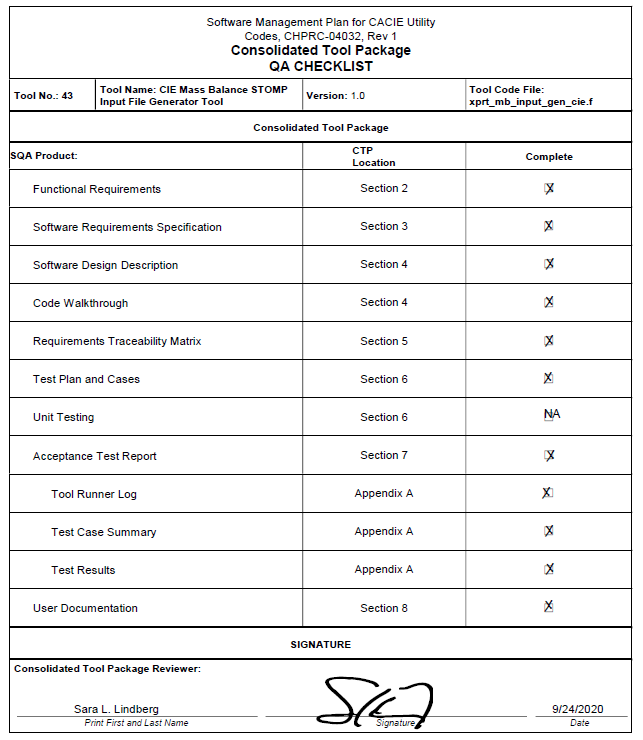 Software Management Plan for CACIE Utility
Codes, CHPRC-04032, Rev 1
Consolidated Tool Package
QA CHECKLIST
Tool No.: 43 Tool Name: CIE Mass Balance STOMP Input File Generator Tool Version: 1.0 Tool Code File: xprt_mb_input_gen_cie.f
Consolidated Tool Package
SQA Product: CTP Location Complete
Functional Requirements Section 2 X
Software Requirements Specification Section 3 X
Software Design Description Section 4 X
Code Walkthrough Section 4 X
Requirements Traceability Matrix Section 5 X
Test Plan and Cases Section 6 X
Unit Testing Section 6 NA
Acceptance Test Report Section 7 X
Tool Runner Log Appendix A X
Test Case Summary Appendix A X
Test Results Appendix A X
User Documentation Section 8 X
SIGNATURE
Consolidated Tool Package Reviewer:
Sara L. Lindberg 9/24/2020
Print First and Last Name Signature Date